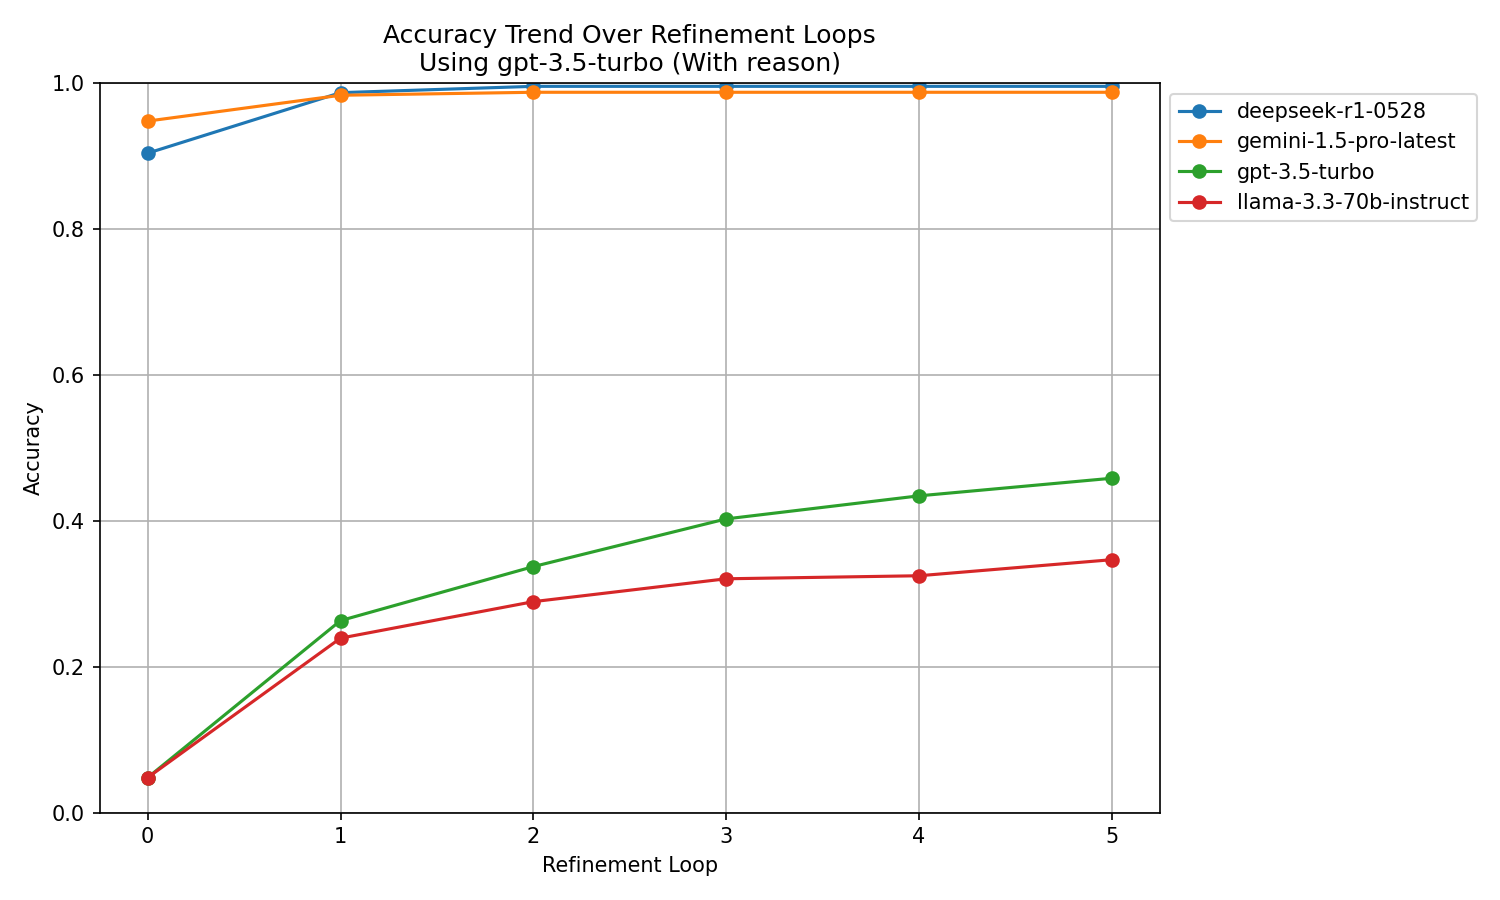 Accuracy Trend Over Refinement Loops
Using gpt-3.5-turbo (With reason)
1.0
0.8
0.6
0.4
0.2
0.0
Accuracy
0 1 2 3 4 5
Refinement Loop
deepseek-r1-0528
gemini-1.5-pro-latest
gpt-3.5-turbo
llama-3.3-70b-instruct